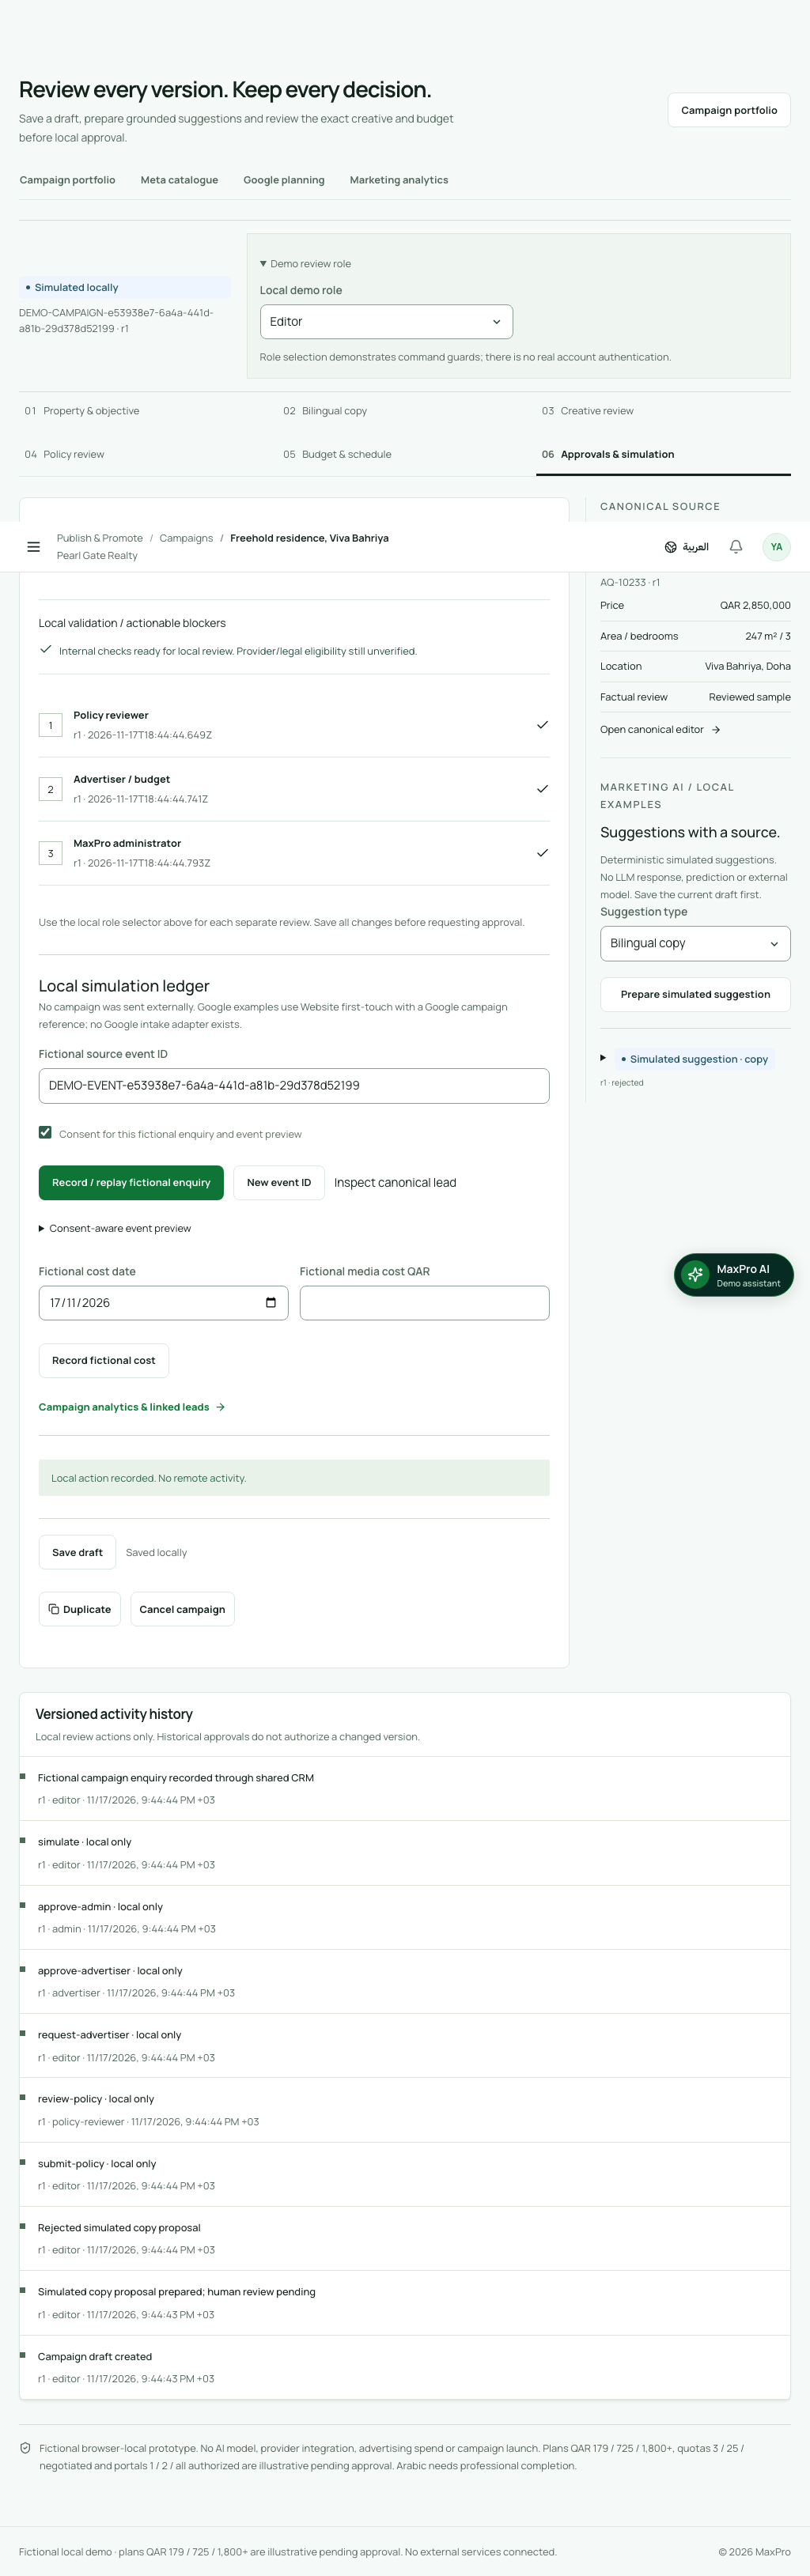 Review every version. Keep every decision.
Save a draft, prepare grounded suggestions and review the exact creative and budget
before local approval.
Campaign portfolio
Campaign portfolio
Meta catalogue
Google planning
Marketing analytics
Simulated locally
DEMO-CAMPAIGN-e53938e7-6a4a-441d-
a81b-29d378d52199 · r1
Demo review role
Local demo role
Editor
Role selection demonstrates command guards; there is no real account authentication.
01 Property & objective
02 Bilingual copy
03 Creative review
04 Policy review
05 Budget & schedule
06 Approvals & simulation
CANONICAL SOURCE
Publish & Promote / Campaigns / Freehold residence, Viva Bahriya
Pearl Gate Realty
العربية
YA
Local validation / actionable blockers
Internal checks ready for local review. Provider/legal eligibility still unverified.
1
Policy reviewer
r1 · 2026-11-17T18:44:44.649Z
2
Advertiser / budget
r1 · 2026-11-17T18:44:44.741Z
3
MaxPro administrator
r1 · 2026-11-17T18:44:44.793Z
Use the local role selector above for each separate review. Save all changes before requesting approval.
Local simulation ledger
No campaign was sent externally. Google examples use Website first-touch with a Google campaign
reference; no Google intake adapter exists.
Fictional source event ID
DEMO-EVENT-e53938e7-6a4a-441d-a81b-29d378d52199
Consent for this fictional enquiry and event preview
Record / replay fictional enquiry
New event ID
Inspect canonical lead
Consent-aware event preview
Fictional cost date
Fictional media cost QAR
17/11/2026
Record fictional cost
Campaign analytics & linked leads
Local action recorded. No remote activity.
Save draft
Saved locally
Duplicate
Cancel campaign
AQ-10233 · r1
Price QAR 2,850,000
Area / bedrooms 247 m² / 3
Location Viva Bahriya, Doha
Factual review Reviewed sample
Open canonical editor
MARKETING AI / LOCAL
EXAMPLES
Suggestions with a source.
Deterministic simulated suggestions.
No LLM response, prediction or external
model. Save the current draft first.
Suggestion type
Bilingual copy
Prepare simulated suggestion
Simulated suggestion · copy
r1 · rejected
MaxPro AI
Demo assistant
Versioned activity history
Local review actions only. Historical approvals do not authorize a changed version.
Fictional campaign enquiry recorded through shared CRM
r1 · editor · 11/17/2026, 9:44:44 PM +03
simulate · local only
r1 · editor · 11/17/2026, 9:44:44 PM +03
approve-admin · local only
r1 · admin · 11/17/2026, 9:44:44 PM +03
approve-advertiser · local only
r1 · advertiser · 11/17/2026, 9:44:44 PM +03
request-advertiser · local only
r1 · editor · 11/17/2026, 9:44:44 PM +03
review-policy · local only
r1 · policy-reviewer · 11/17/2026, 9:44:44 PM +03
submit-policy · local only
r1 · editor · 11/17/2026, 9:44:44 PM +03
Rejected simulated copy proposal
r1 · editor · 11/17/2026, 9:44:44 PM +03
Simulated copy proposal prepared; human review pending
r1 · editor · 11/17/2026, 9:44:43 PM +03
Campaign draft created
r1 · editor · 11/17/2026, 9:44:43 PM +03
Fictional browser-local prototype. No AI model, provider integration, advertising spend or campaign launch. Plans QAR 179 / 725 / 1,800+, quotas 3 / 25 /
negotiated and portals 1 / 2 / all authorized are illustrative pending approval. Arabic needs professional completion.
Fictional local demo · plans QAR 179 / 725 / 1,800+ are illustrative pending approval. No external services connected.
© 2026 MaxPro